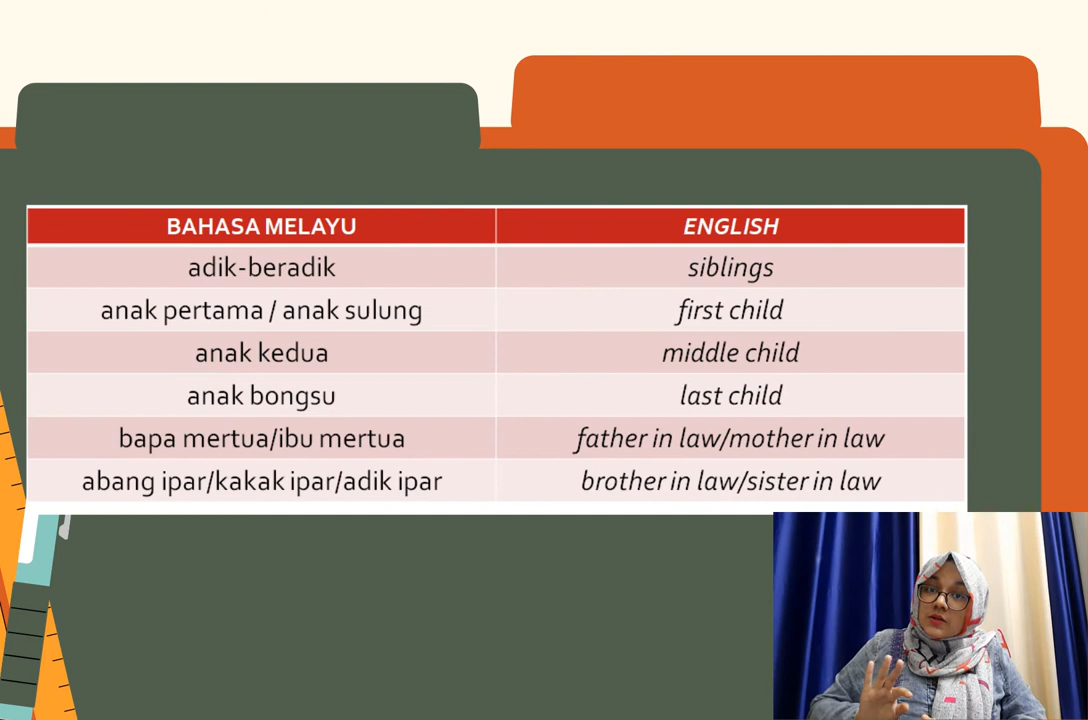 BAHASA MELAYU ENGLISH
adik-beradik siblings
anak pertama / anak sulung first child
anak kedua middle child
anak bongsu last child
bapa mertua/ibu mertua father in law/mother in law
abang ipar/kakak ipar/adik ipar brother in law/sister in law